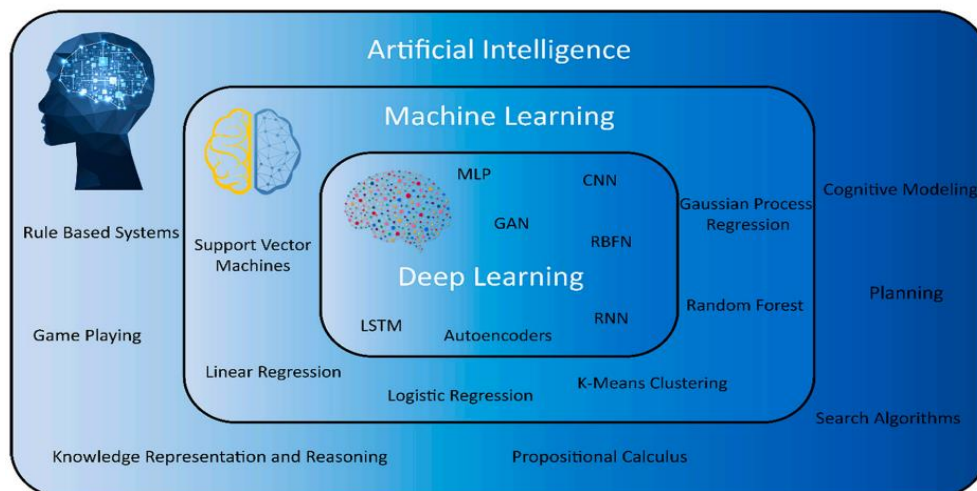 Artificial Intelligence
Machine Learning
MLP
CNN
Cognitive Modeling
Gaussian Process
Regression
GAN
Rule Based Systems
Support Vector
Machines
RBFN
Deep Learning
Planning
Random Forest
LSTM
RNN
Game Playing
Autoencoders
Linear Regression
K-Means Clustering
Logistic Regression
Search Algorithms
Knowledge Representation and Reasoning
Propositional Calculus